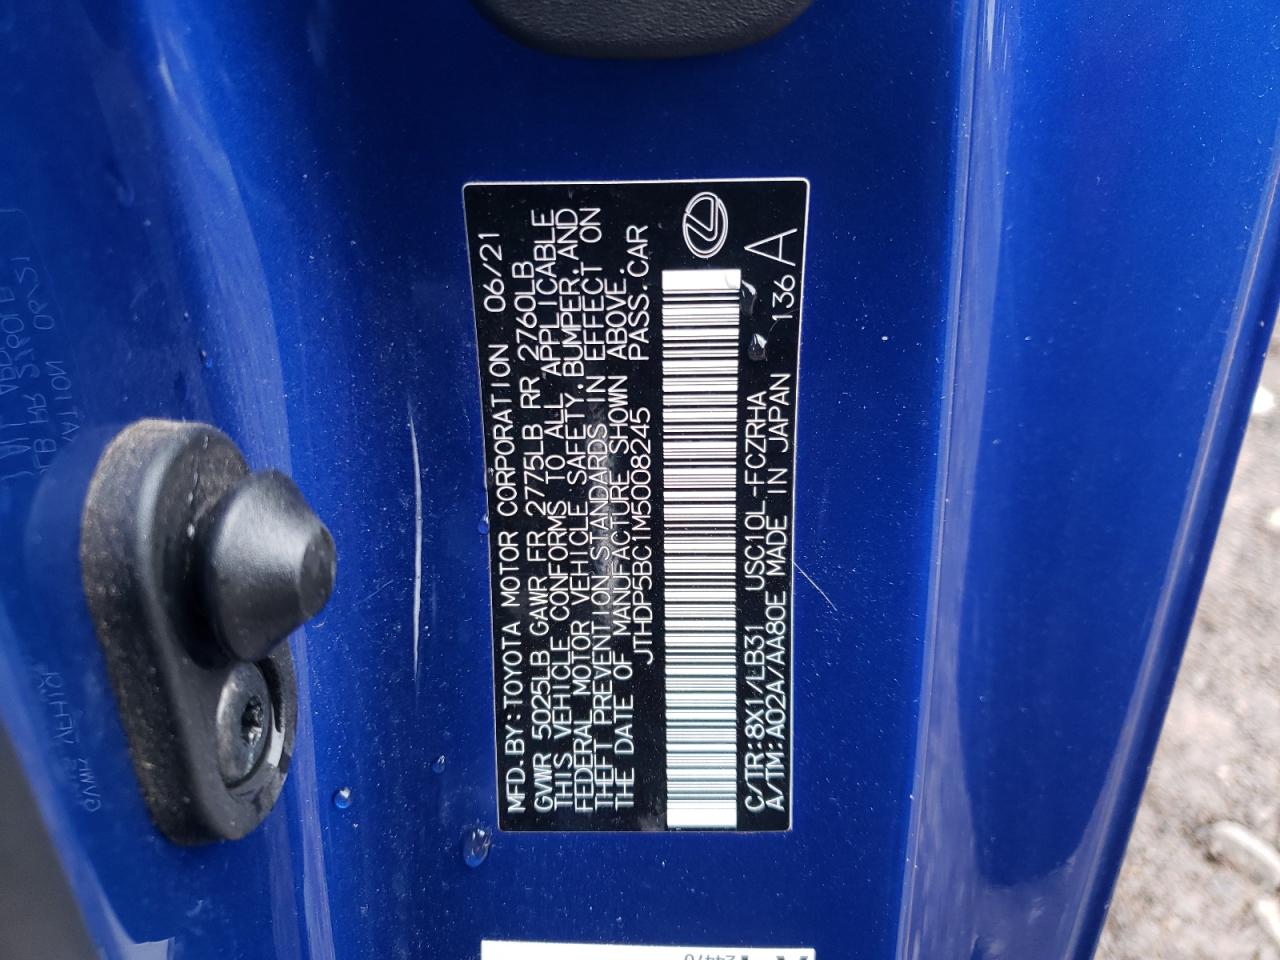 MFD.BY:TOYOTA MOTOR CORPORATION 06/21
GVWR 5025LB GAWR FR 2775LB RR 2760LB
THIS VEHICLE CONFORMS TO ALL APPLICABLE
FEDERAL MOTOR VEHICLE SAFETY,BUMPER,AND
THEFT PREVENTION STANDARDS IN EFFECT ON
THE DATE OF MANUFACTURE SHOWN ABOVE.
JTHDP5BC1M5008245 PASS.CAR
C/TR:8X1/LB31 USC10L-FCZRHA
A/TM:A02A/AA80E MADE IN JAPAN 136 A